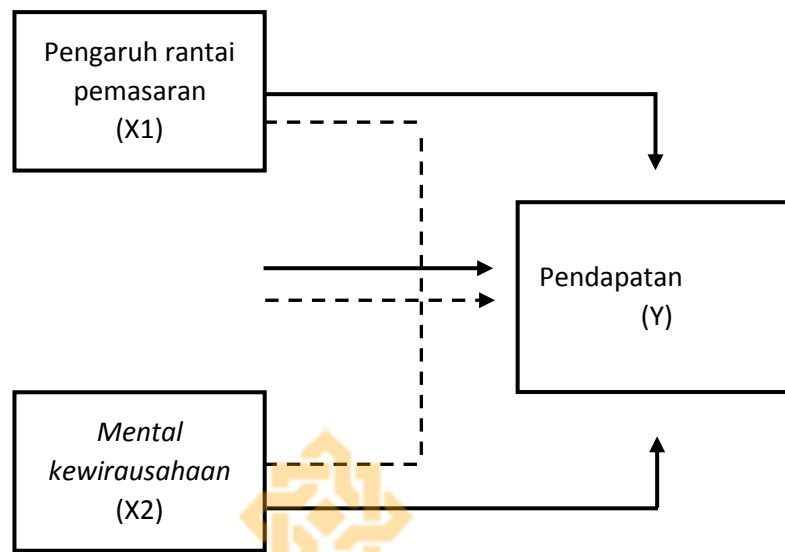 Pengaruh rantai
pemasaran
(X1)
Pendapatan
(Y)
Mental
kewirausahaan
(X2)